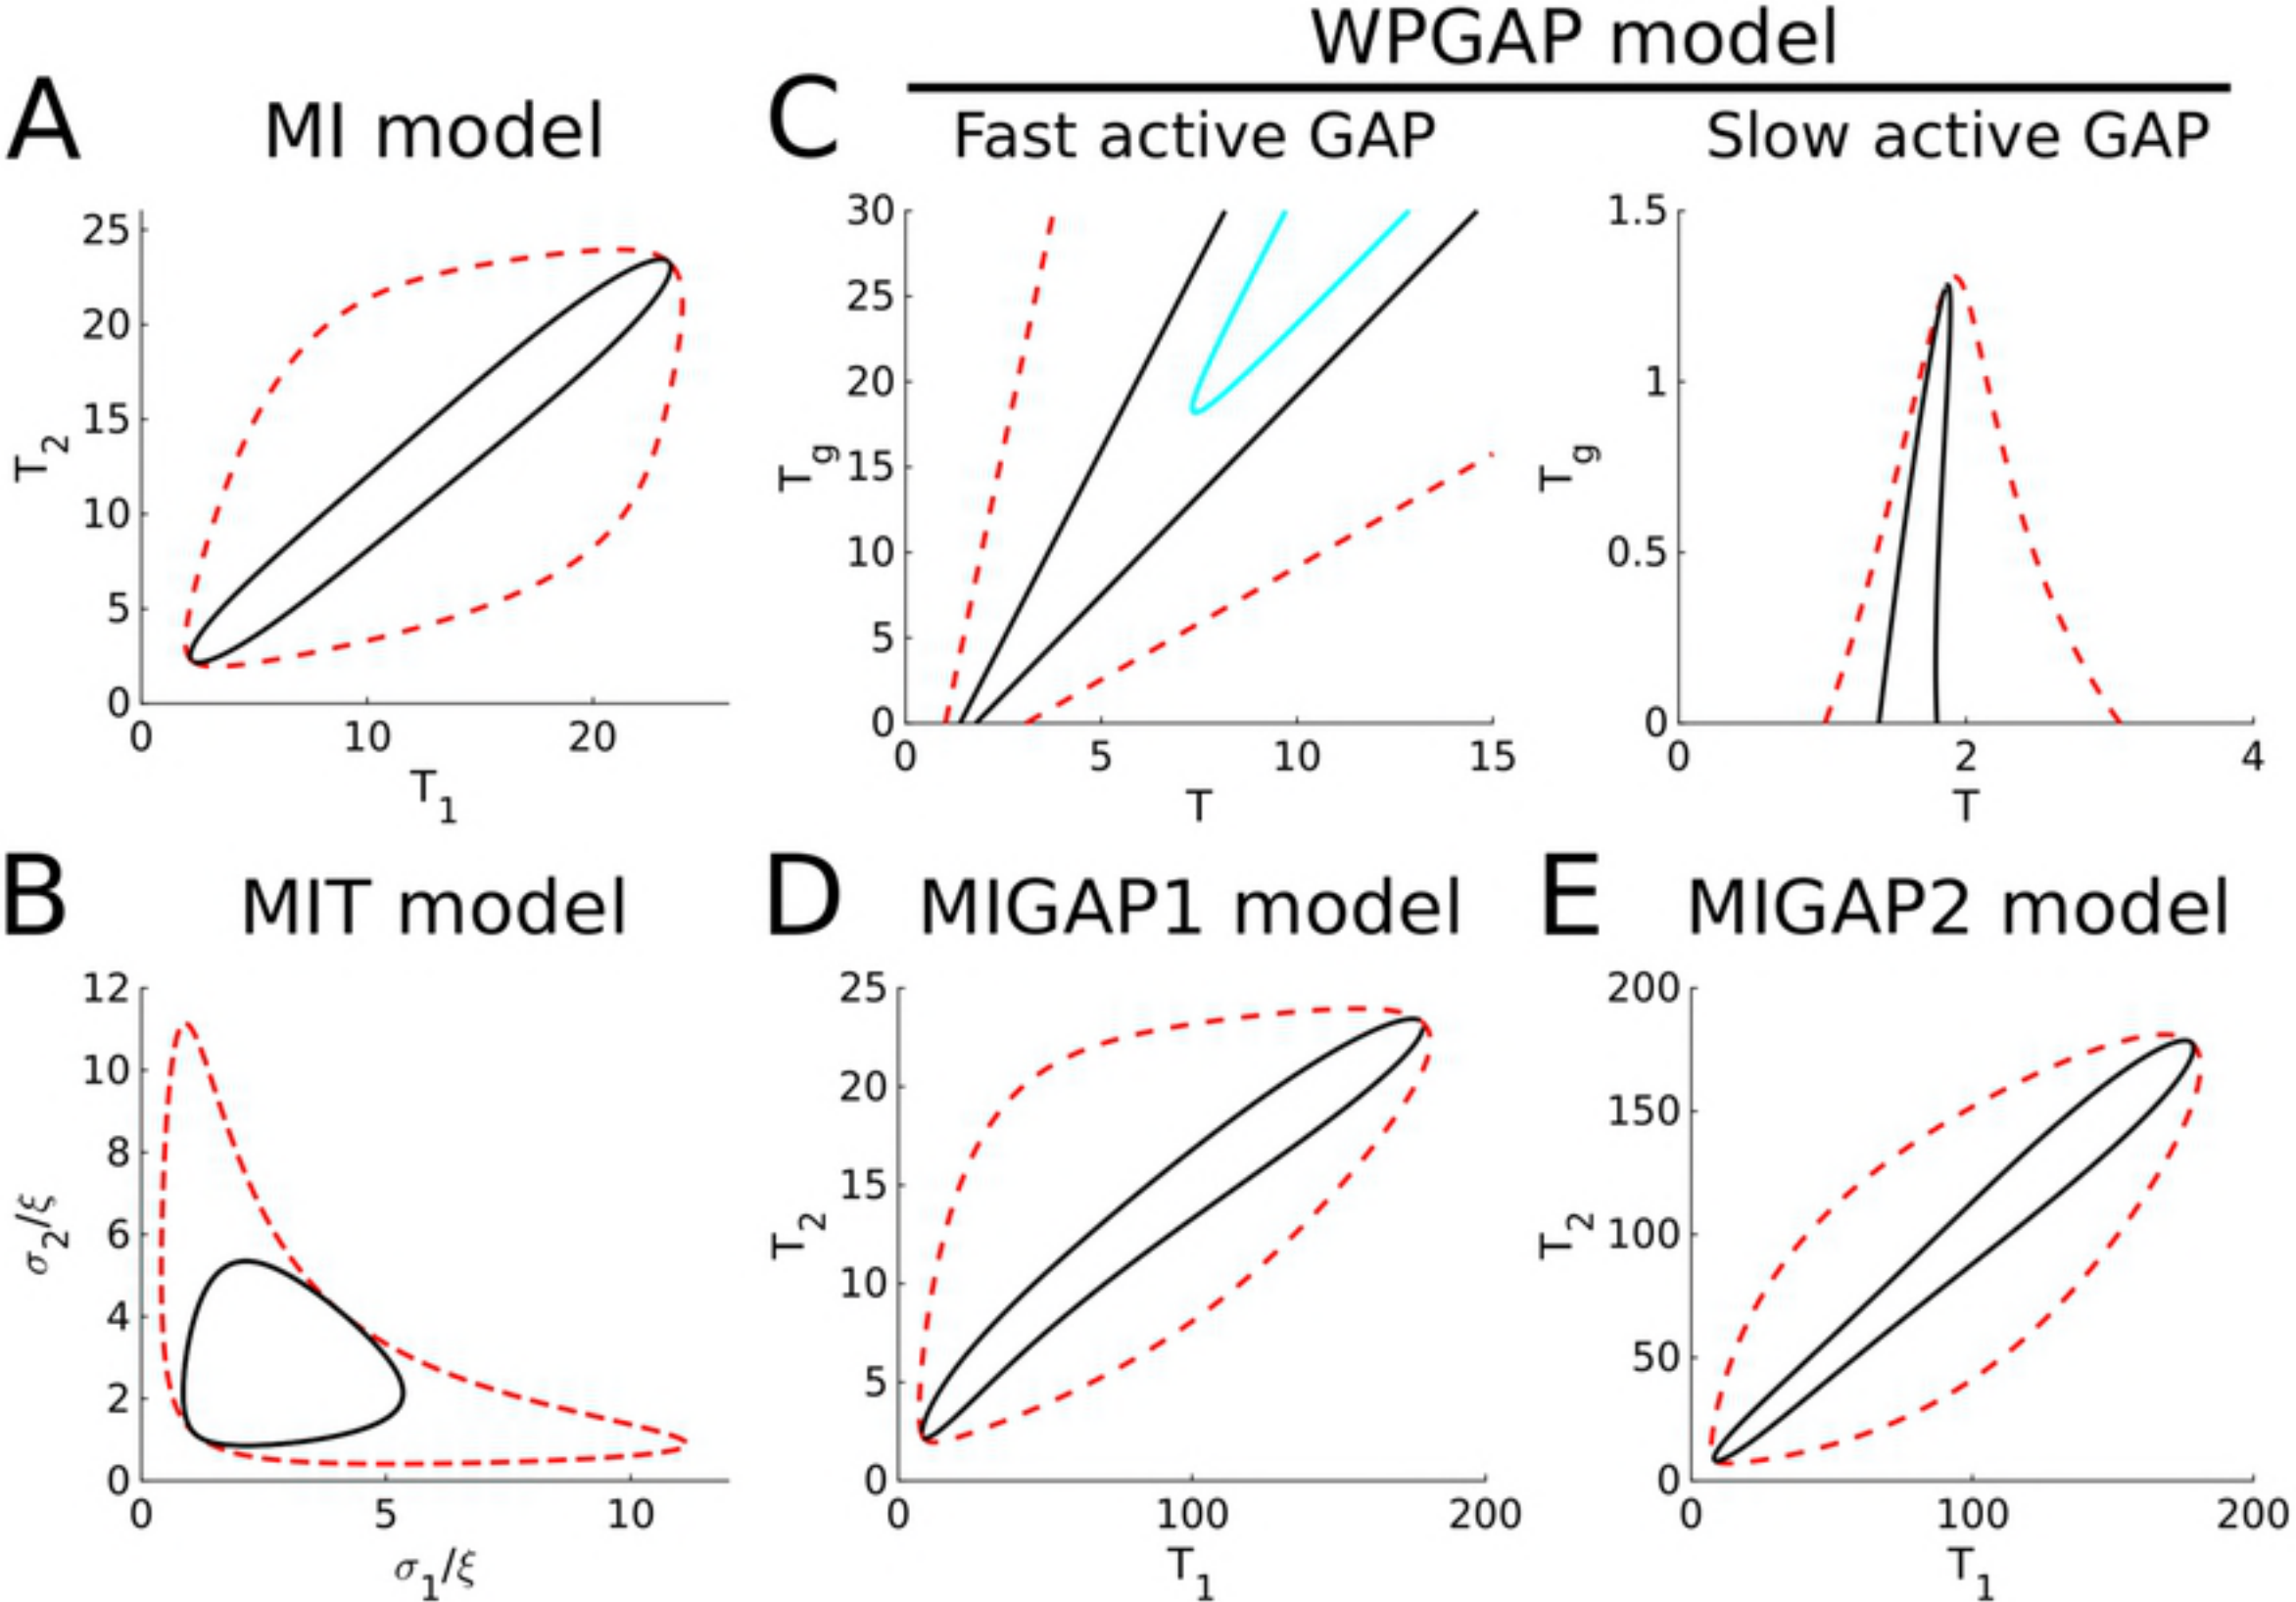 WPGAP model
A MI model
C Fast active GAP
Slow active GAP
25
20
15
10
5
0
0 10 20
T2
T1
30
25
20
15
10
5
0
0 5 10 15
Tg
T
1.5
1
0.5
0
0 2 4
Tg
T
B MIT model
D MIGAP1 model
E MIGAP2 model
12
10
8
6
4
2
0
0 5 10
σ2/ξ
σ1/ξ
25
20
15
10
5
0
0 100 200
T2
T1
200
150
100
50
0
0 100 200
T2
T1